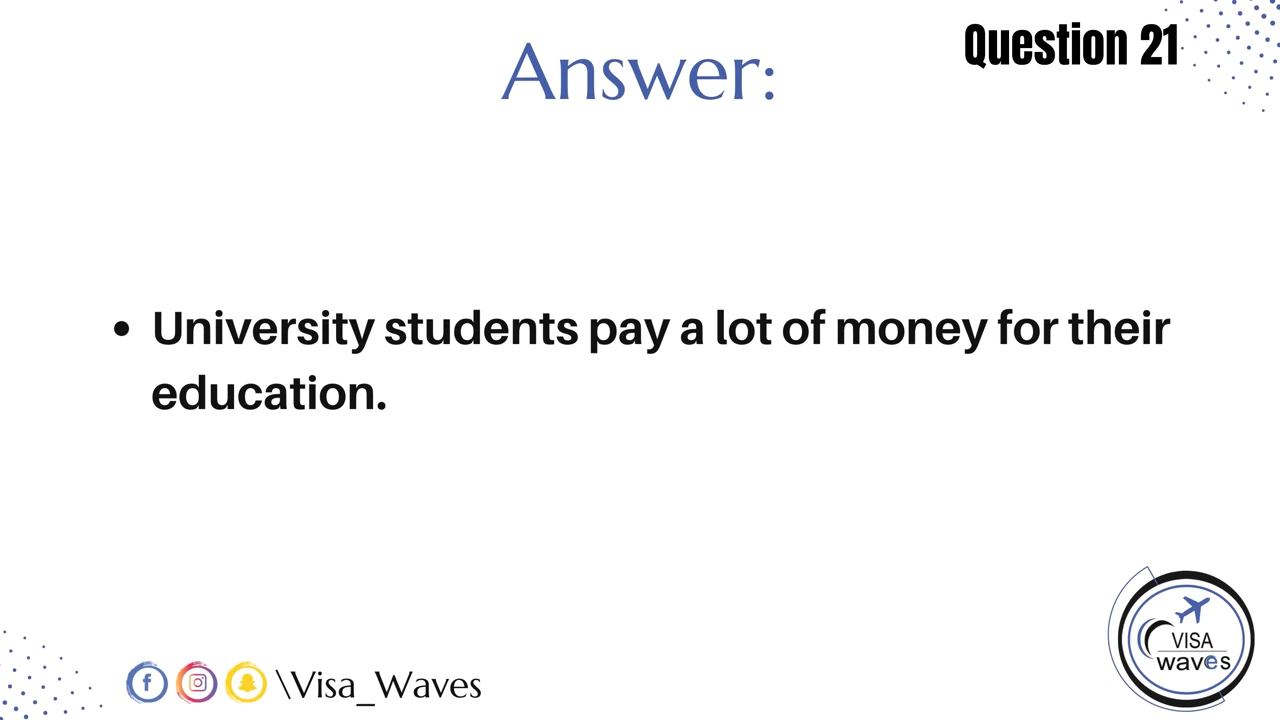 Question 21
Answer:
• University students pay a lot of money for their
education.
\Visa_Waves
VISA
waves